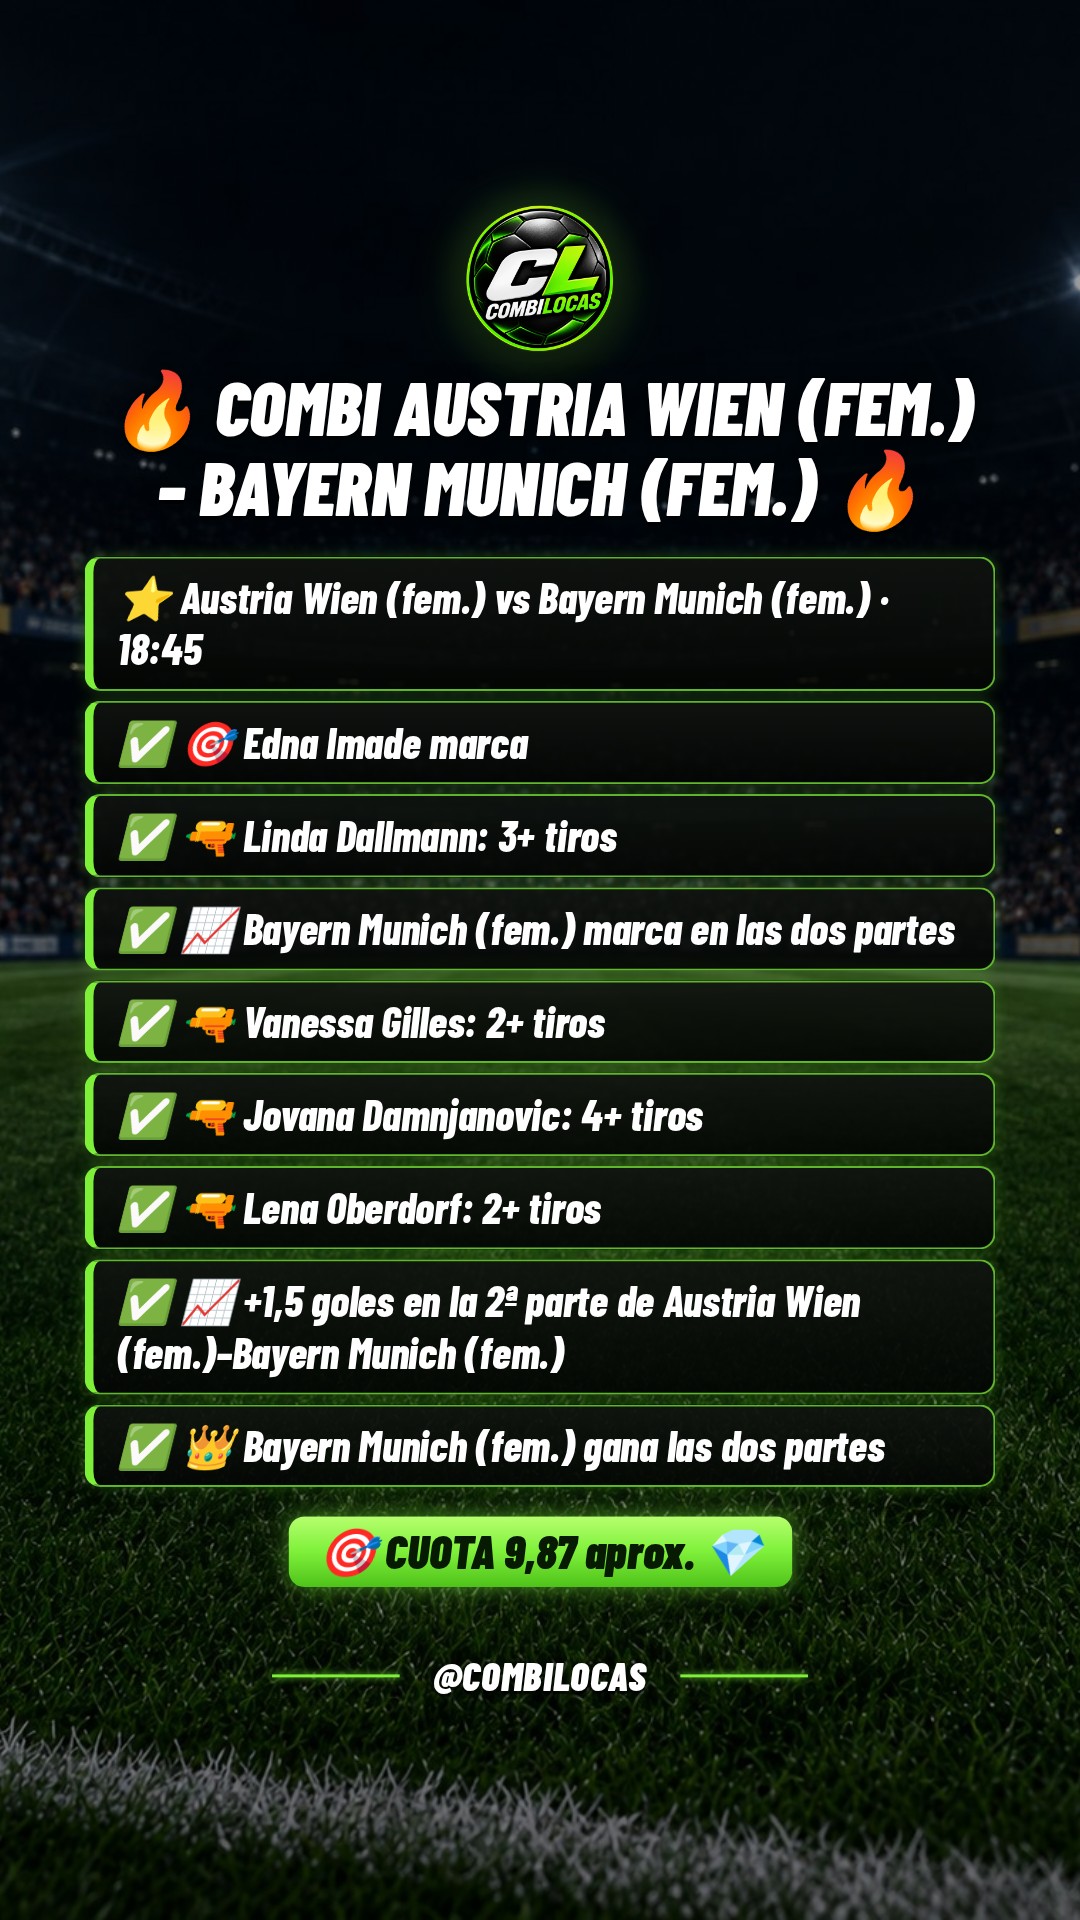 CL
COMBILOCAS
🔥 COMBI AUSTRIA WIEN (FEM.)
- BAYERN MUNICH (FEM.) 🔥
⭐ Austria Wien (fem.) vs Bayern Munich (fem.) ·
18:45
✅ 🎯 Edna Imade marca
✅ 🔫 Linda Dallmann: 3+ tiros
✅ 📈 Bayern Munich (fem.) marca en las dos partes
✅ 🔫 Vanessa Gilles: 2+ tiros
✅ 🔫 Jovana Damnjanovic: 4+ tiros
✅ 🔫 Lena Oberdorf: 2+ tiros
✅ 📈 +1,5 goles en la 2ª parte de Austria Wien
(fem.)-Bayern Munich (fem.)
✅ 👑 Bayern Munich (fem.) gana las dos partes
🎯 CUOTA 9,87 aprox. 💎
@COMBILOCAS